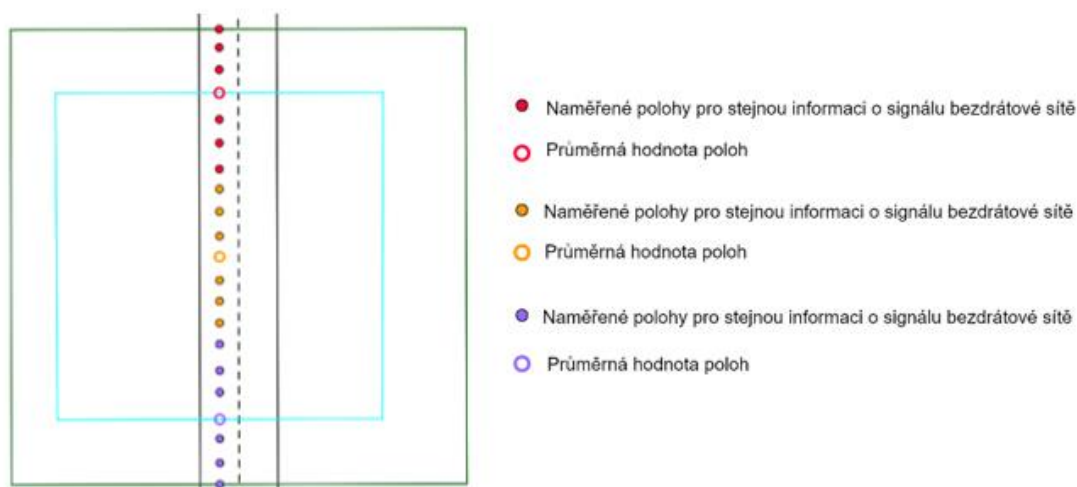 Naměřené polohy pro stejnou informaci o signálu bezdrátové sítě
Průměrná hodnota poloh
Naměřené polohy pro stejnou informaci o signálu bezdrátové sítě
Průměrná hodnota poloh
Naměřené polohy pro stejnou informaci o signálu bezdrátové sítě
Průměrná hodnota poloh